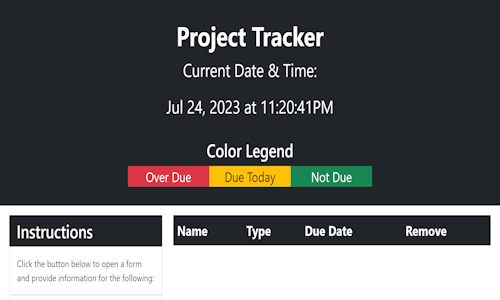 Project Tracker
Current Date & Time:
Jul 24, 2023 at 11:20:41PM
Color Legend
Over Due Due Today Not Due
Instructions
Click the button below to open a form
and provide information for the following:
Name Type Due Date Remove